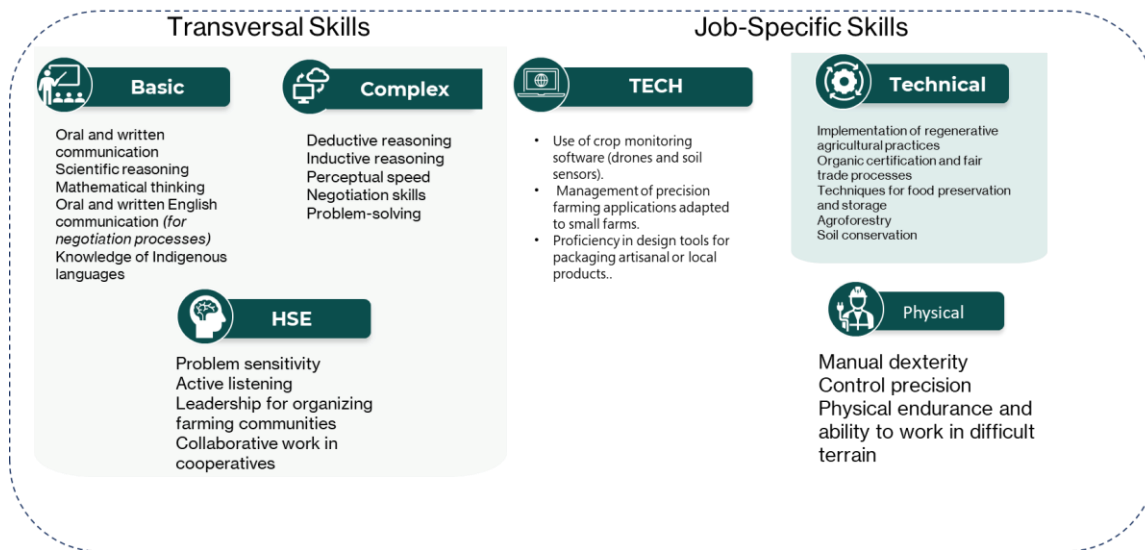 Transversal Skills
Job-Specific Skills
Basic
Oral and written
communication
Scientific reasoning
Mathematical thinking
Oral and written English
communication (for
negotiation processes)
Knowledge of Indigenous
languages
Complex
Deductive reasoning
Inductive reasoning
Perceptual speed
Negotiation skills
Problem-solving
HSE
Problem sensitivity
Active listening
Leadership for organizing
farming communities
Collaborative work in
cooperatives
TECH
• Use of crop monitoring
software (drones and soil
sensors).
• Management of precision
farming applications adapted
to small farms.
• Proficiency in design tools for
packaging artisanal or local
products..
Technical
Implementation of regenerative
agricultural practices
Organic certification and fair
trade processes
Techniques for food preservation
and storage
Agroforestry
Soil conservation
Physical
Manual dexterity
Control precision
Physical endurance and
ability to work in difficult
terrain